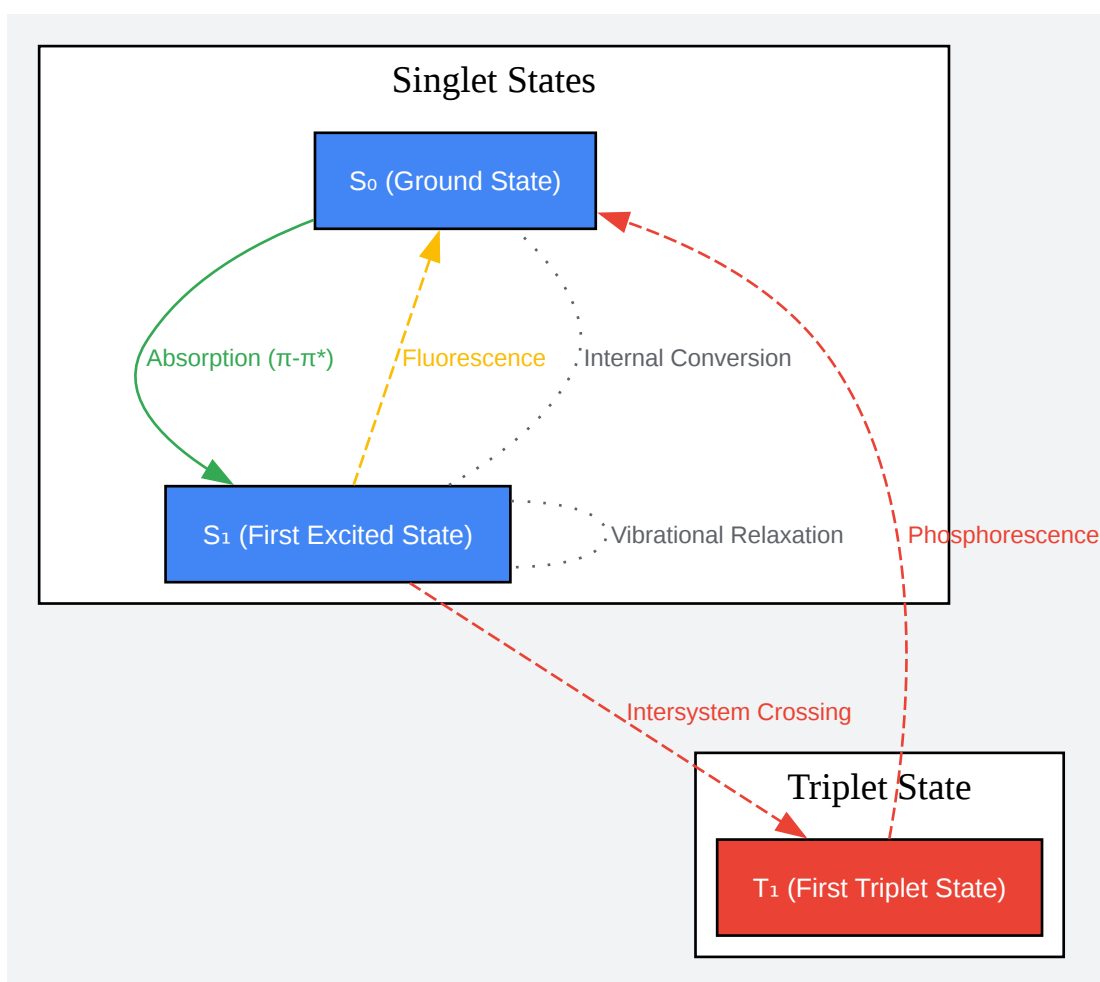 Singlet States
S₀ (Ground State)
Absorption (π-π*)
Fluorescence
Internal Conversion
S₁ (First Excited State)
Vibrational Relaxation
Phosphorescence
Intersystem Crossing
Triplet State
T₁ (First Triplet State)